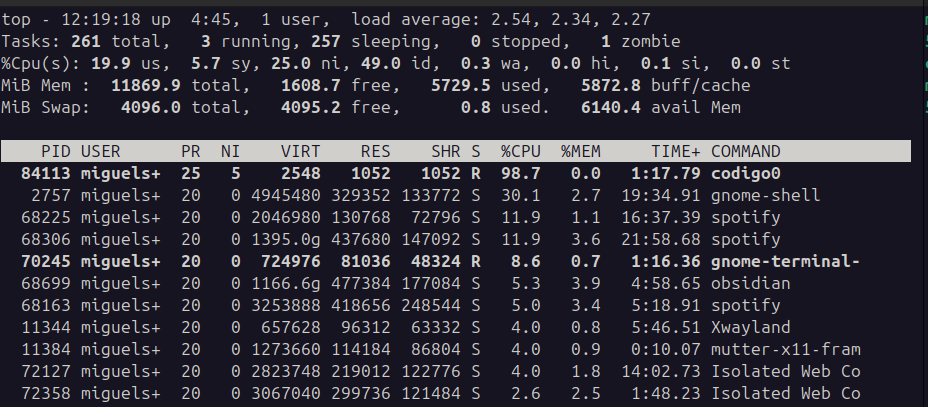 top - 12:19:18 up  4:45,  1 user,  load average: 2.54, 2.34, 2.27
Tasks: 261 total,   3 running, 257 sleeping,   0 stopped,   1 zombie
%Cpu(s): 19.9 us,  5.7 sy, 25.0 ni, 49.0 id,  0.3 wa,  0.0 hi,  0.1 si,  0.0 st
MiB Mem :  11869.9 total,   1608.7 free,   5729.5 used,   5872.8 buff/cache
MiB Swap:   4096.0 total,   4095.2 free,      0.8 used.   6140.4 avail Mem
PID USER      PR  NI    VIRT    RES    SHR S  %CPU  %MEM     TIME+ COMMAND
84113 miguels+  25   5    2548   1052   1052 R  98.7   0.0   1:17.79 codigo0
2757 miguels+  20   0 4945480 329352 133772 S  30.1   2.7  19:34.91 gnome-shell
68225 miguels+  20   0 2046980 130768  72796 S  11.9   1.1  16:37.39 spotify
68306 miguels+  20   0 1395.0g 437680 147092 S  11.9   3.6  21:58.68 spotify
70245 miguels+  20   0  724976  81036  48324 R   8.6   0.7   1:16.36 gnome-terminal-
68699 miguels+  20   0 1166.6g 477384 177084 S   5.3   3.9   4:58.65 obsidian
68163 miguels+  20   0 3253888 418656 248544 S   5.0   3.4   5:18.91 spotify
11344 miguels+  20   0  657628  96312  63332 S   4.0   0.8   5:46.51 Xwayland
11384 miguels+  20   0 1273660 114184  86804 S   4.0   0.9   0:10.07 mutter-x11-fram
72127 miguels+  20   0 2823748 219012 122776 S   4.0   1.8  14:02.73 Isolated Web Co
72358 miguels+  20   0 3067040 299736 121484 S   2.6   2.5   1:48.23 Isolated Web Co